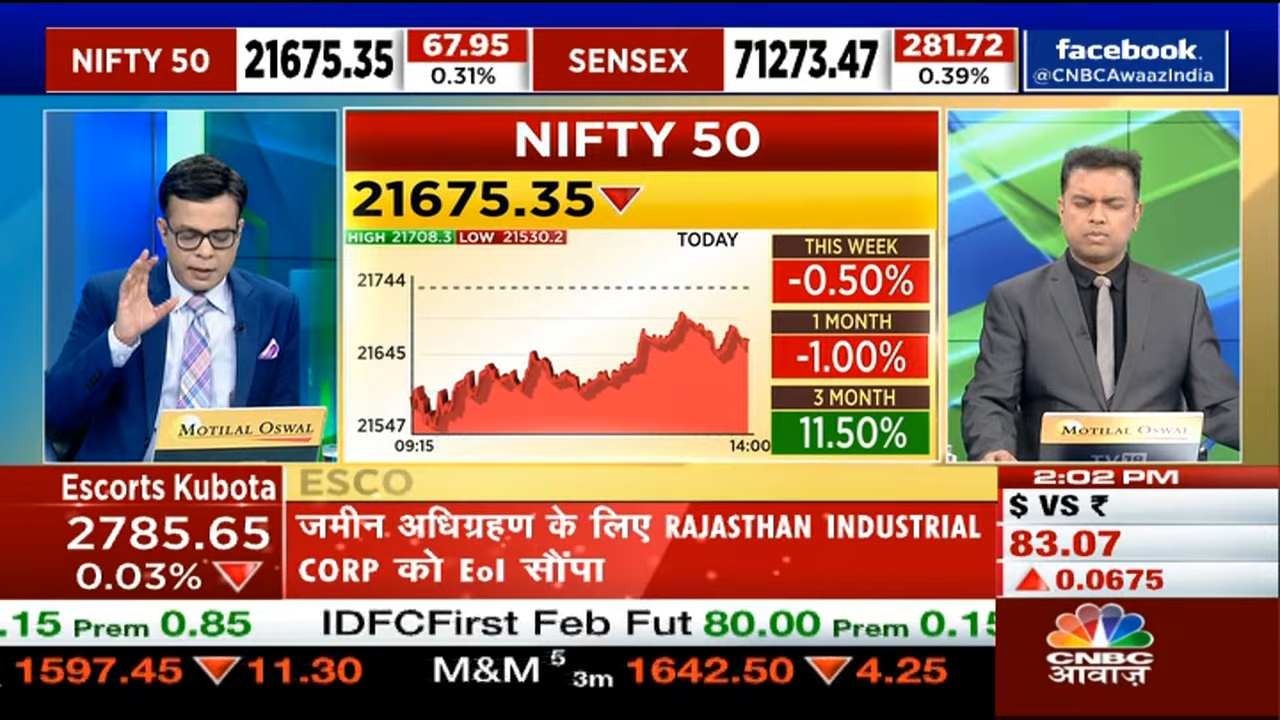 NIFTY 50 21675.35 67.95 0.31% SENSEX 71273.47 281.72 0.39% facebook. @CNBCAwaazIndia
NIFTY 50
21675.35
HIGH 21708.3 LOW 21530.2 TODAY
21744
21645
21547
09:15 14:00
THIS WEEK
-0.50%
1 MONTH
-1.00%
3 MONTH
11.50%
MOTILAL OSWAL
MOTILAL OSWAL
Escorts Kubota
2785.65
0.03%
ESCO
जमीन अधिग्रहण के लिए RAJASTHAN INDUSTRIAL
CORP को EoI सौंपा
2:02 PM
$ VS ₹
83.07
0.0675
.15 Prem 0.85 IDFCFirst Feb Fut 80.00 Prem 0.15
1597.45 11.30 M&M 5 3m 1642.50 4.25
CNBC
आवाज़